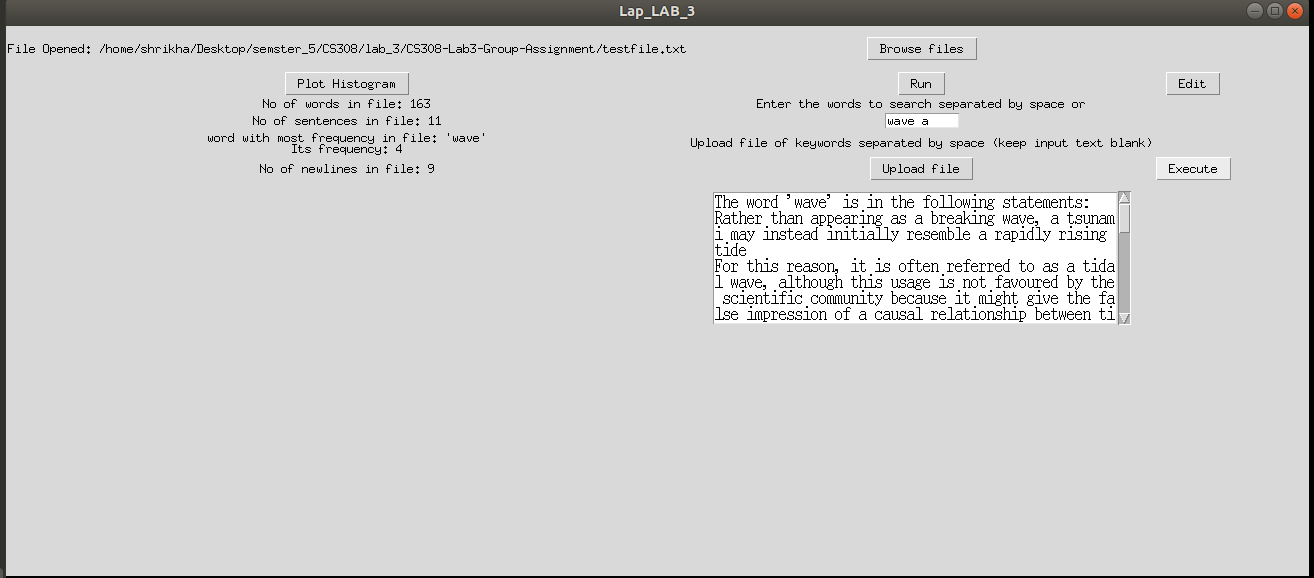 Lap_LAB_3
File Opened: /home/shrikha/Desktop/semster_5/CS308/lab_3/CS308-Lab3-Group-Assignment/testfile.txt
Browse files
Plot Histogram
Run
Edit
No of words in file: 163
Enter the words to search separated by space or
No of sentences in file: 11
wave a
word with most frequency in file: 'wave'
Its frequency: 4
Upload file of keywords separated by space (keep input text blank)
No of newlines in file: 9
Upload file
Execute
The word 'wave' is in the following statements:
Rather than appearing as a breaking wave, a tsunam
i may instead initially resemble a rapidly rising
tide
For this reason, it is often referred to as a tida
l wave, although this usage is not favoured by the
scientific community because it might give the fa
lse impression of a causal relationship between ti